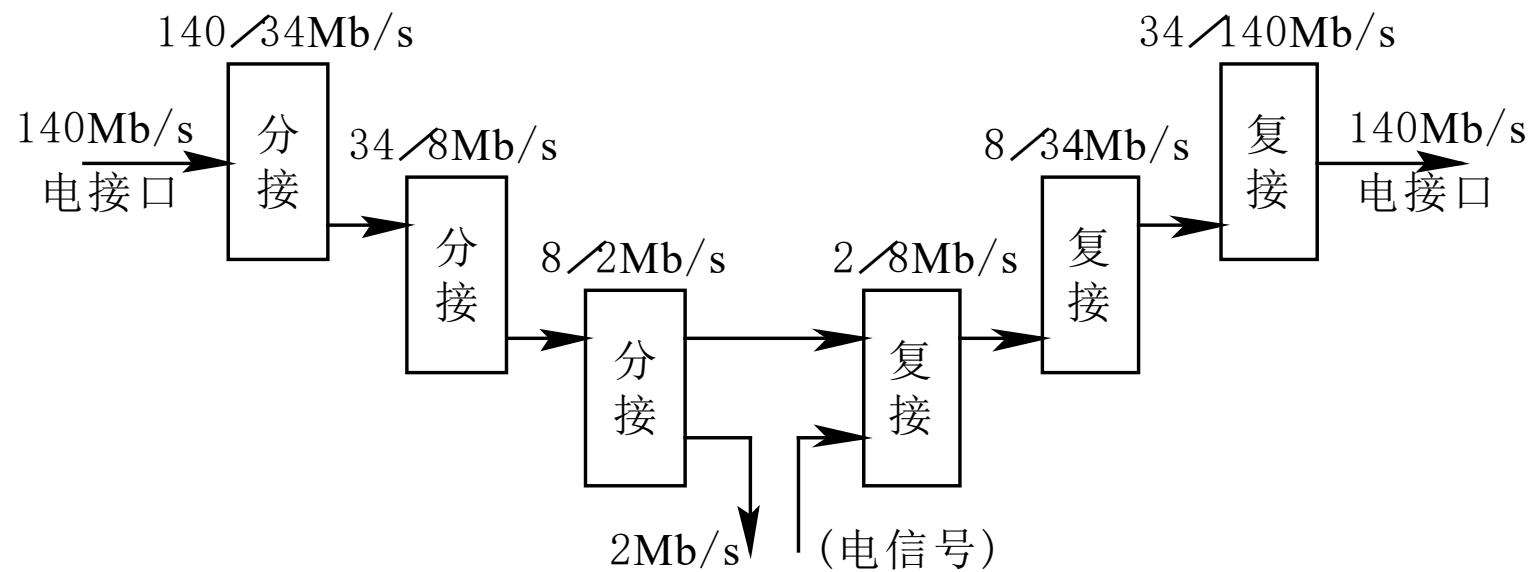 140/34Mb/s
34/140Mb/s
140Mb/s
电接口
分接
34/8Mb/s
8/34Mb/s
复接
140Mb/s
电接口
分接
8/2Mb/s
2/8Mb/s
复接
分接
复接
2Mb/s
(电信号)